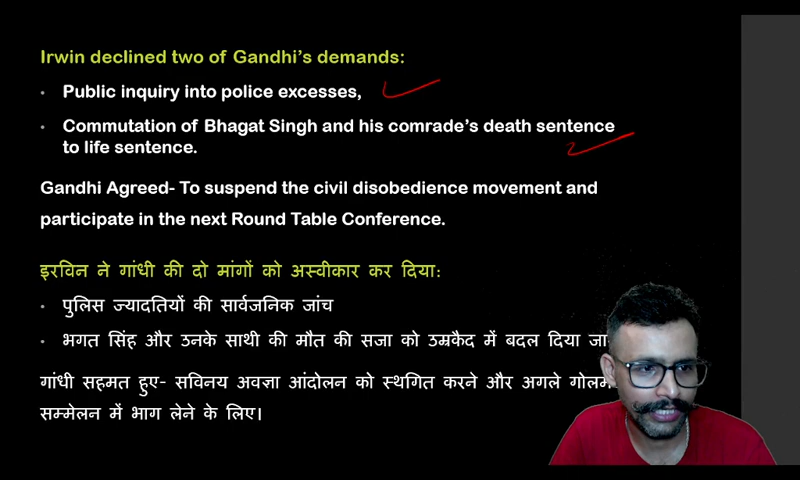 Irwin declined two of Gandhi's demands:
• Public inquiry into police excesses,
• Commutation of Bhagat Singh and his comrade's death sentence
to life sentence.
Gandhi Agreed- To suspend the civil disobedience movement and
participate in the next Round Table Conference.
इरविन ने गांधी की दो मांगों को अस्वीकार कर दिया:
• पुलिस ज्यादतियों की सार्वजनिक जांच
• भगत सिंह और उनके साथी की मौत की सजा को उम्रकैद में बदल दिया
गांधी सहमत हुए- सविनय अवज्ञा आंदोलन को स्थगित करने और अगले
सम्मेलन में भाग लेने के लिए।